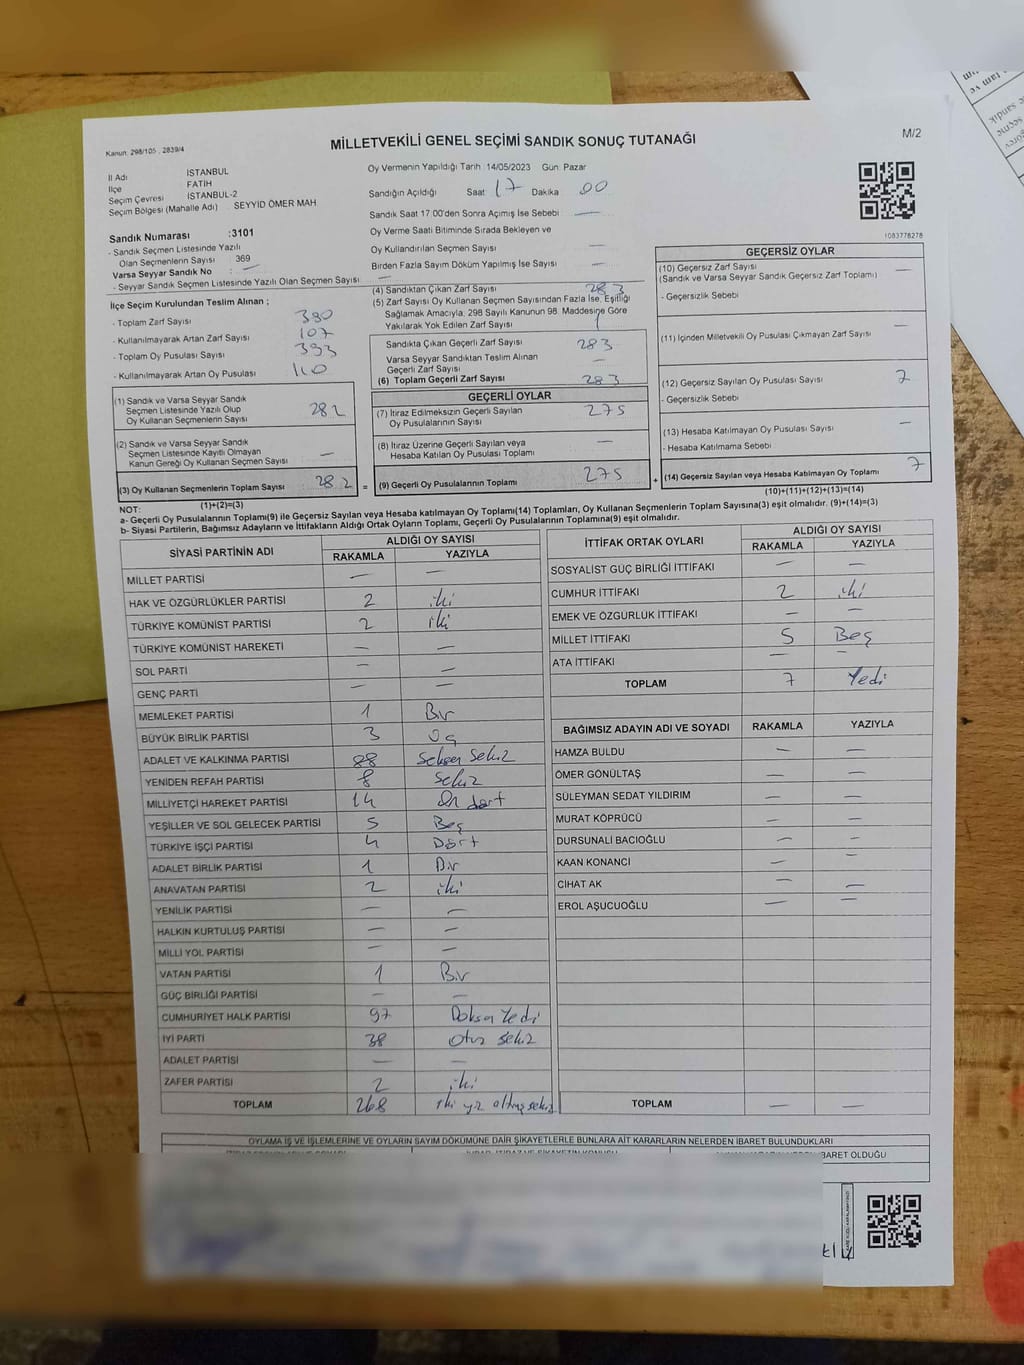 MİLLETVEKİLİ GENEL SEÇİMİ SANDIK SONUÇ TUTANAĞI
M/2
Kanun: 298/105 , 2839/4
İl Adı İSTANBUL
İlçe FATİH
Seçim Çevresi İSTANBUL-2
Seçim Bölgesi (Mahalle Adı) SEYYİD ÖMER MAH.
Oy Vermenin Yapıldığı Tarih :14/05/2023 Gün: Pazar
Sandığın Açıldığı Saat 17 Dakika 00
Sandık Saat 17:00'den Sonra Açımış İse Sebebi —
Oy Verme Saati Bitiminde Sırada Bekleyen ve
Oy Kullandırılan Seçmen Sayısı —
Birden Fazla Sayım Döküm Yapılmış İse Sayısı —
1083778278
Sandık Numarası :3101
- Sandık Seçmen Listesinde Yazılı
Olan Seçmenlerin Sayısı : 369
Varsa Seyyar Sandık No : —
- Seyyar Sandık Seçmen Listesinde Yazılı Olan Seçmen Sayısı : —
İlçe Seçim Kurulundan Teslim Alınan ;
- Toplam Zarf Sayısı 390
- Kullanılmayarak Artan Zarf Sayısı 107
- Toplam Oy Pusulası Sayısı 393
- Kullanılmayarak Artan Oy Pusulası 110
(1) Sandık ve Varsa Seyyar Sandık
Seçmen Listesinde Yazılı Olup
Oy Kullanan Seçmenlerin Sayısı 282
(2) Sandık ve Varsa Seyyar Sandık
Seçmen Listesinde Kayıtlı Olmayan
Kanun Gereği Oy Kullanan Seçmen Sayısı —
(3) Oy Kullanan Seçmenlerin Toplam Sayısı 282
(1)+(2)=(3)
(4) Sandıktan Çıkan Zarf Sayısı 283
(5) Zarf Sayısı Oy Kullanan Seçmen Sayısından Fazla İse, Eşitliği
Sağlamak Amacıyla, 298 Sayılı Kanunun 98. Maddesine Göre
Yakılarak Yok Edilen Zarf Sayısı 1
Sandıkta Çıkan Geçerli Zarf Sayısı 283
Varsa Seyyar Sandıktan Teslim Alınan
Geçerli Zarf Sayısı —
(6) Toplam Geçerli Zarf Sayısı 283
GEÇERLİ OYLAR
(7) İtiraz Edilmeksizin Geçerli Sayılan
Oy Pusulalarının Sayısı 275
(8) İtiraz Üzerine Geçerli Sayılan veya
Hesaba Katılan Oy Pusulası Toplamı —
= (9) Geçerli Oy Pusulalarının Toplamı 275
GEÇERSİZ OYLAR
(10) Geçersiz Zarf Sayısı —
(Sandık ve Varsa Seyyar Sandık Geçersiz Zarf Toplamı)
- Geçersizlik Sebebi
(11) İçinden Milletvekili Oy Pusulası Çıkmayan Zarf Sayısı —
(12) Geçersiz Sayılan Oy Pusulası Sayısı 7
- Geçersizlik Sebebi
(13) Hesaba Katılmayan Oy Pusulası Sayısı —
- Hesaba Katılmama Sebebi
+ (14) Geçersiz Sayılan veya Hesaba Katılmayan Oy Toplamı 7
(10)+(11)+(12)+(13)=(14)
NOT:
a- Geçerli Oy Pusulalarının Toplamı(9) ile Geçersiz Sayılan veya Hesaba katılmayan Oy Toplamı(14) Toplamları, Oy Kullanan Seçmenlerin Toplam Sayısına(3) eşit olmalıdır. (9)+(14)=(3)
b- Siyasi Partilerin, Bağımsız Adayların ve İttifakların Aldığı Ortak Oyların Toplamı, Geçerli Oy Pusulalarının Toplamına(9) eşit olmalıdır.
SİYASİ PARTİNİN ADI ALDIĞI OY SAYISI
RAKAMLA YAZIYLA
MİLLET PARTİSİ — —
HAK VE ÖZGÜRLÜKLER PARTİSİ 2 iki
TÜRKİYE KOMÜNİST PARTİSİ 2 iki
TÜRKİYE KOMÜNİST HAREKETİ — —
SOL PARTİ — —
GENÇ PARTİ — —
MEMLEKET PARTİSİ 1 Bir
BÜYÜK BİRLİK PARTİSİ 3 Üç
ADALET VE KALKINMA PARTİSİ 88 Seksen sekiz
YENİDEN REFAH PARTİSİ 8 Sekiz
MİLLİYETÇİ HAREKET PARTİSİ 14 On dört
YEŞİLLER VE SOL GELECEK PARTİSİ 5 Beş
TÜRKİYE İŞÇİ PARTİSİ 4 Dört
ADALET BİRLİK PARTİSİ 1 Bir
ANAVATAN PARTİSİ 2 iki
YENİLİK PARTİSİ — —
HALKIN KURTULUŞ PARTİSİ — —
MİLLİ YOL PARTİSİ — —
VATAN PARTİSİ 1 Bir
GÜÇ BİRLİĞİ PARTİSİ — —
CUMHURİYET HALK PARTİSİ 97 Doksan Yedi
İYİ PARTİ 38 otuz sekiz
ADALET PARTİSİ — —
ZAFER PARTİSİ 2 iki
TOPLAM 268 iki yüz altmış sekiz
İTTİFAK ORTAK OYLARI ALDIĞI OY SAYISI
RAKAMLA YAZIYLA
SOSYALİST GÜÇ BİRLİĞİ İTTİFAKI — —
CUMHUR İTTİFAKI 2 iki
EMEK VE ÖZGÜRLÜK İTTİFAKI — —
MİLLET İTTİFAKI 5 Beş
ATA İTTİFAKI — —
TOPLAM 7 Yedi
BAĞIMSIZ ADAYIN ADI VE SOYADI RAKAMLA YAZIYLA
HAMZA BULDU — —
ÖMER GÖNÜLTAŞ — —
SÜLEYMAN SEDAT YILDIRIM — —
MURAT KÖPRÜCÜ — —
DURSUNALİ BACIOĞLU — —
KAAN KONANCİ — —
CİHAT AK — —
EROL AŞUCUOĞLU — —
TOPLAM — —
OYLAMA İŞ VE İŞLEMLERİNE VE OYLARIN SAYIM DÖKÜMÜNE DAİR ŞİKAYETLERLE BUNLARA AİT KARARLARIN NELERDEN İBARET BULUNDUKLARI
İBARET OLDUĞU